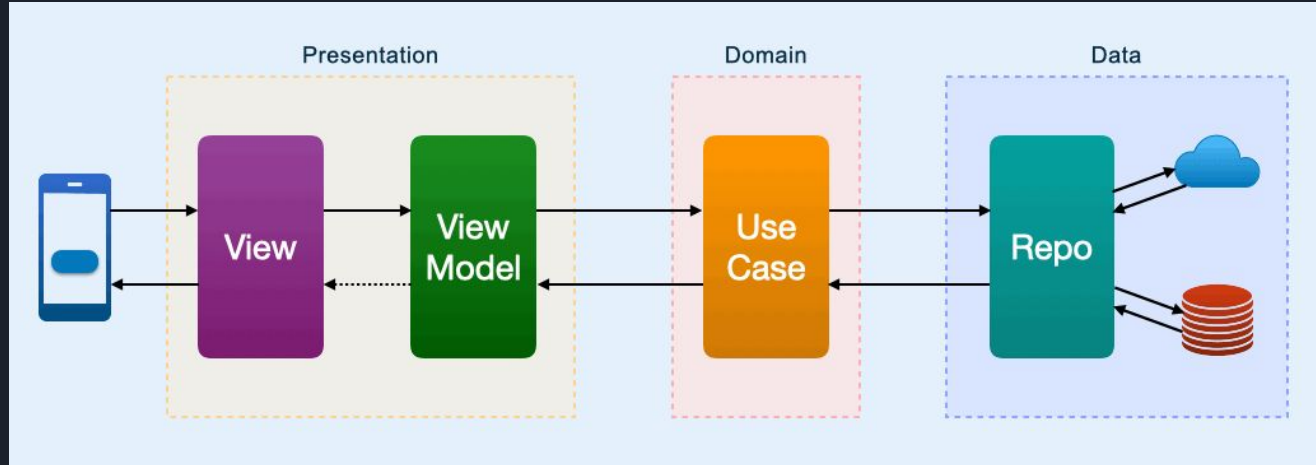 Presentation
Domain
Data
View
View
Model
Use
Case
Repo